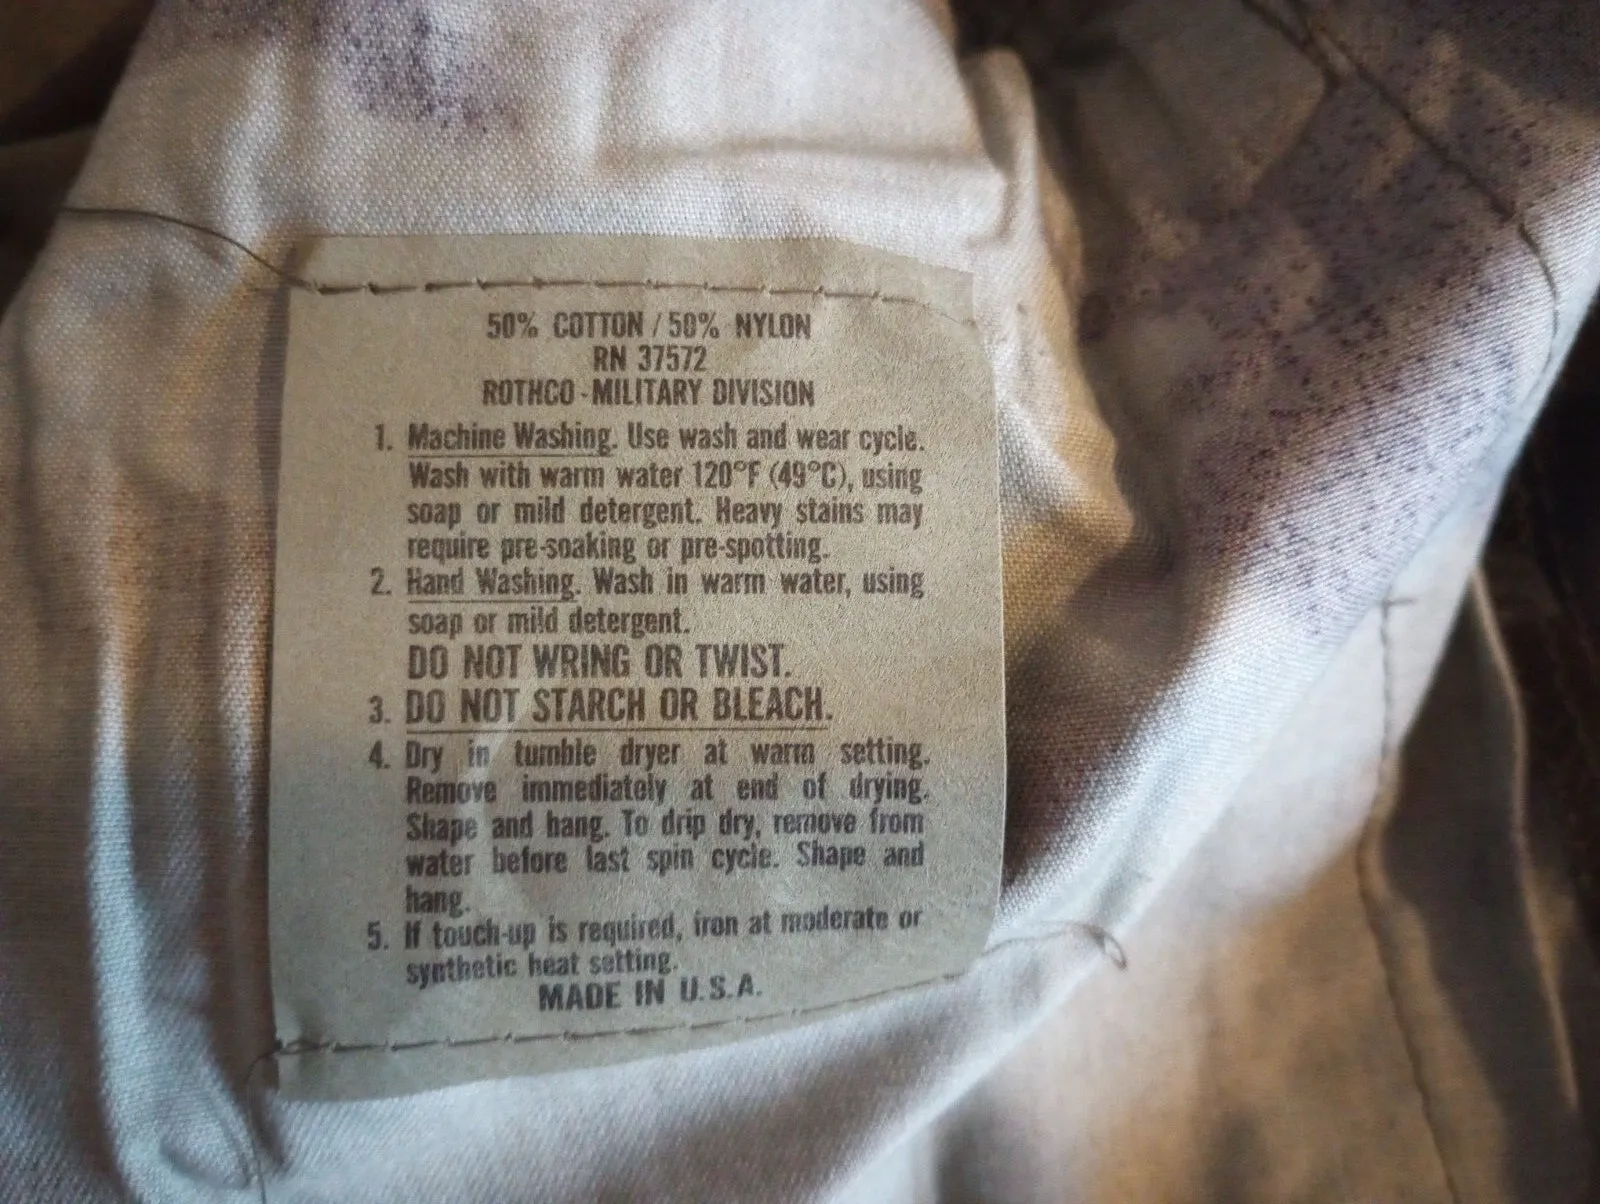 50% COTTON / 50% NYLON
RN 37572
ROTHCO - MILITARY DIVISION
1. Machine Washing. Use wash and wear cycle.
Wash with warm water 120°F (49°C), using
soap or mild detergent. Heavy stains may
require pre-soaking or pre-spotting.
2. Hand Washing. Wash in warm water, using
soap or mild detergent.
DO NOT WRING OR TWIST.
3. DO NOT STARCH OR BLEACH.
4. Dry in tumble dryer at warm setting.
Remove immediately at end of drying.
Shape and hang. To drip dry, remove from
water before last spin cycle. Shape and
hang.
5. If touch-up is required, iron at moderate or
synthetic heat setting.
MADE IN U.S.A.